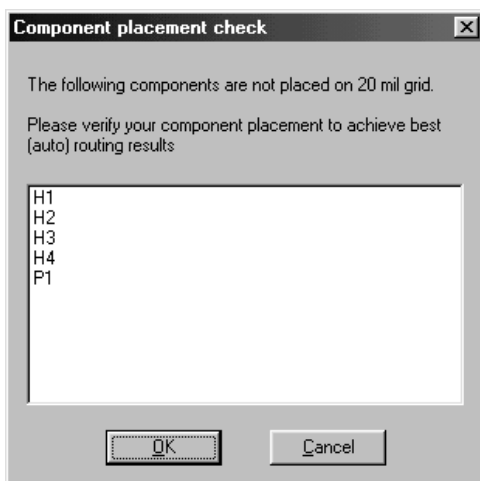 Component placement check
The following components are not placed on 20 mil grid.
Please verify your component placement to achieve best
(auto) routing results
H1
H2
H3
H4
P1
OK
Cancel